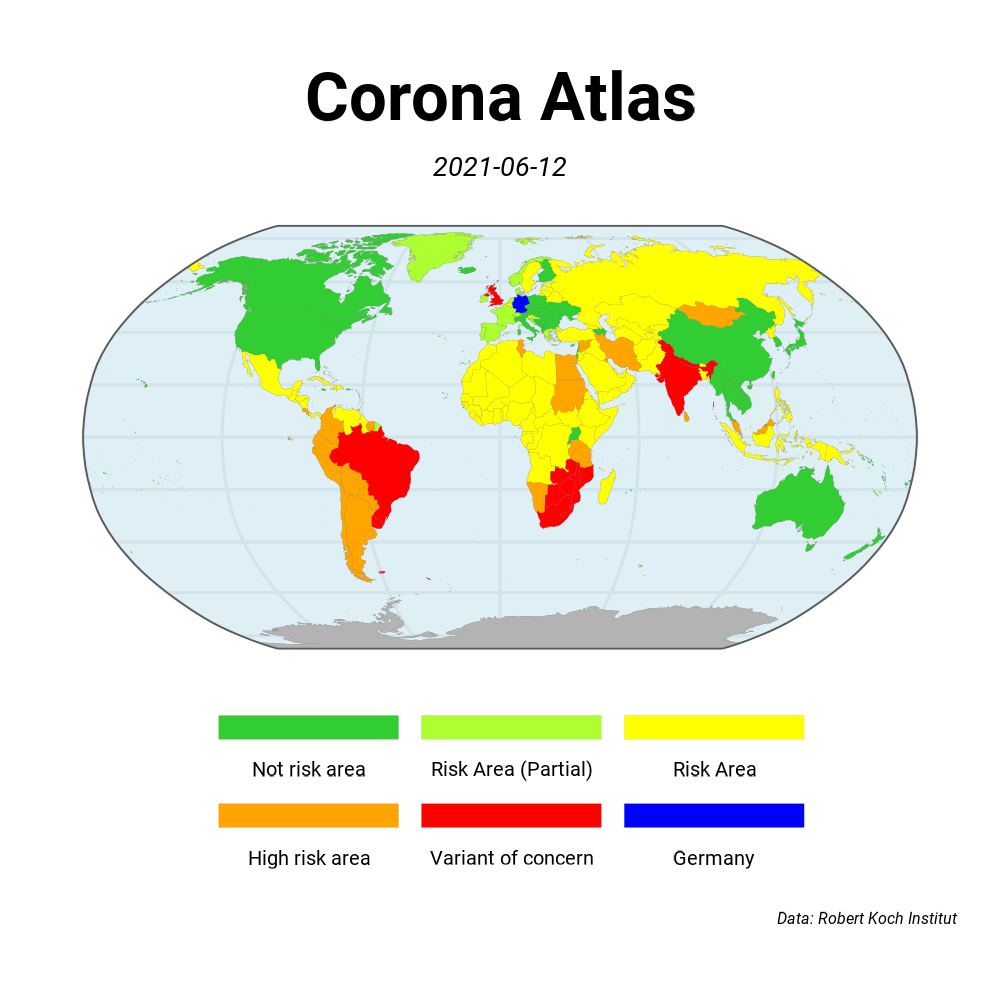 Corona Atlas
2021-06-12
Not risk area
Risk Area (Partial)
Risk Area
High risk area
Variant of concern
Germany
Data: Robert Koch Institut